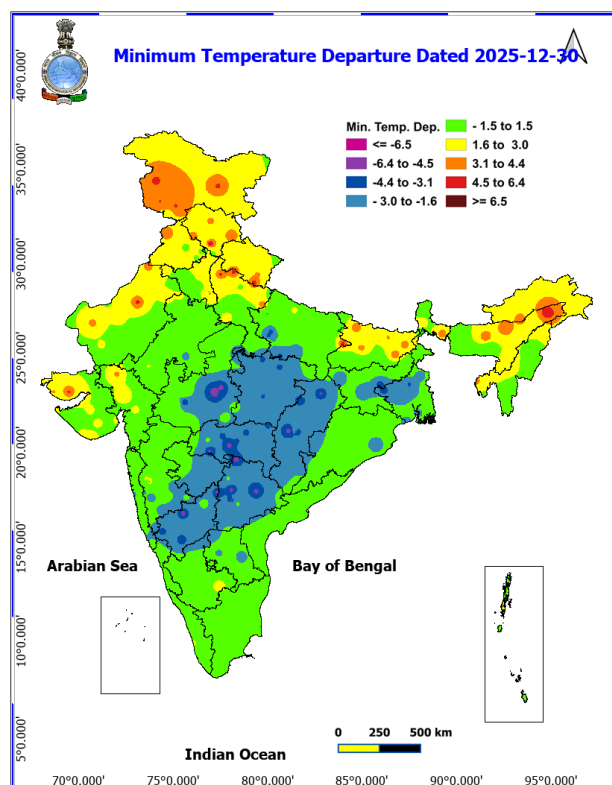 Minimum Temperature Departure Dated 2025-12-30
Min. Temp. Dep.
<= -6.5
-6.4 to -4.5
-4.4 to -3.1
- 3.0 to -1.6
- 1.5 to 1.5
1.6 to 3.0
3.1 to 4.4
4.5 to 6.4
>= 6.5
40°0.000'
35°0.000'
30°0.000'
25°0.000'
20°0.000'
15°0.000'
10°0.000'
5°0.000'
Arabian Sea
Bay of Bengal
Indian Ocean
0 250 500 km
70°0.000' 75°0.000' 80°0.000' 85°0.000' 90°0.000' 95°0.000'